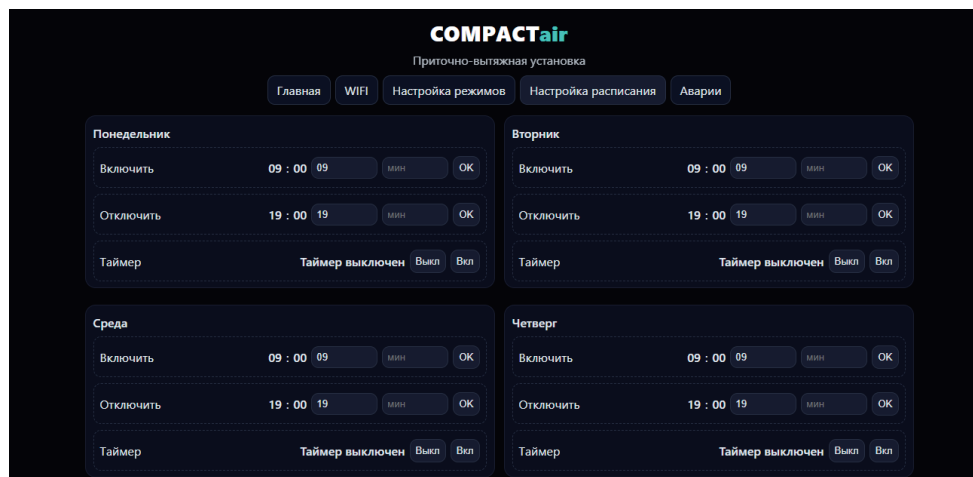 COMPACTair
Приточно-вытяжная установка
Главная WIFI Настройка режимов Настройка расписания Аварии
Понедельник
Включить 09 : 00 09 мин OK
Отключить 19 : 00 19 мин OK
Таймер Таймер выключен Выкл Вкл
Вторник
Включить 09 : 00 09 мин OK
Отключить 19 : 00 19 мин OK
Таймер Таймер выключен Выкл Вкл
Среда
Включить 09 : 00 09 мин OK
Отключить 19 : 00 19 мин OK
Таймер Таймер выключен Выкл Вкл
Четверг
Включить 09 : 00 09 мин OK
Отключить 19 : 00 19 мин OK
Таймер Таймер выключен Выкл Вкл